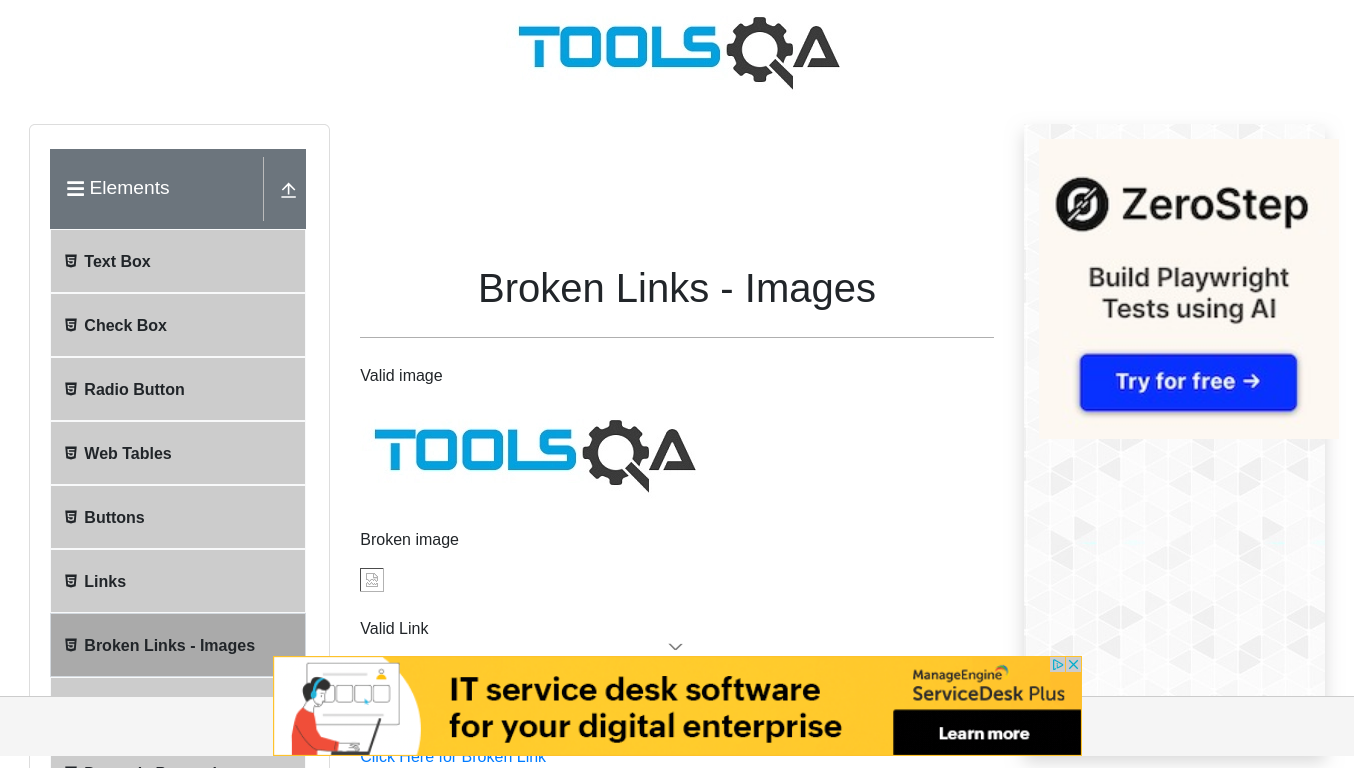 TOOLSQA
Elements
Text Box
Check Box
Radio Button
Web Tables
Buttons
Links
Broken Links - Images
Broken Links - Images
Valid image
TOOLSQA
Broken image
Valid Link
Click Here for Broken Link
ZeroStep
Build Playwright
Tests using AI
Try for free →
IT service desk software
for your digital enterprise
ManageEngine
ServiceDesk Plus
Learn more